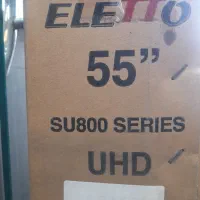 ELETTO
55”
SU800 SERIES
UHD